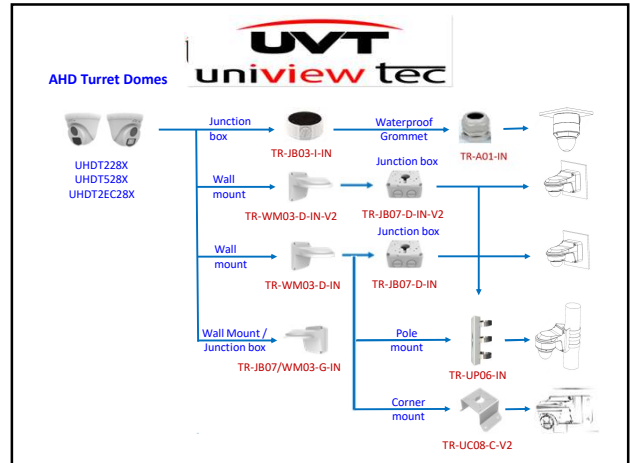 UVT
uniview tec
AHD Turret Domes
UHDT228X
UHDT528X
UHDT2EC28X
Junction
box
TR-JB03-I-IN
Waterproof
Grommet
TR-A01-IN
Wall
mount
TR-WM03-D-IN-V2
Junction box
TR-JB07-D-IN-V2
Wall
mount
TR-WM03-D-IN
Junction box
TR-JB07-D-IN
Wall Mount /
Junction box
TR-JB07/WM03-G-IN
Pole
mount
TR-UP06-IN
Corner
mount
TR-UC08-C-V2